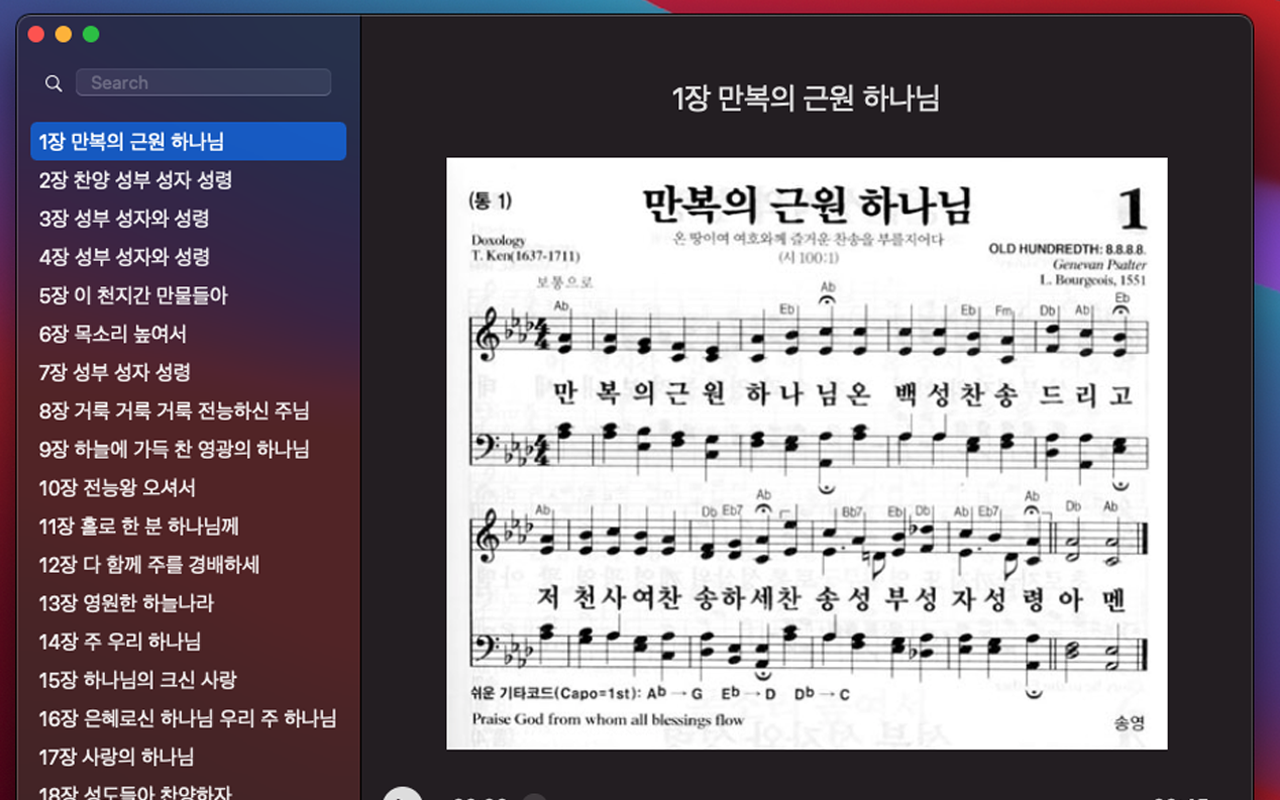 Search
1장 만복의 근원 하나님
2장 찬양 성부 성자 성령
3장 성부 성자와 성령
4장 성부 성자와 성령
5장 이 천지간 만물들아
6장 목소리 높여서
7장 성부 성자 성령
8장 거룩 거룩 거룩 전능하신 주님
9장 하늘에 가득 찬 영광의 하나님
10장 전능왕 오셔서
11장 홀로 한 분 하나님께
12장 다 함께 주를 경배하세
13장 영원한 하늘나라
14장 주 우리 하나님
15장 하나님의 크신 사랑
16장 은혜로신 하나님 우리 주 하나님
17장 사랑의 하나님
18장 성도들아 찬양하자
1장 만복의 근원 하나님
(통 1)
만복의 근원 하나님
1
온 땅이여 여호와께 즐거운 찬송을 부를지어다
(시 100:1)
Doxology
T. Ken(1637-1711)
OLD HUNDREDTH: 8.8.8.8.
Genevan Psalter
L. Bourgeois, 1551
보통으로
Ab Eb Ab Eb Fm Db Ab Eb
만 복의근원 하나님온 백성찬송 드리고
Ab Db Eb7 Ab Bb7 Eb Db Ab Eb7 Ab Db Ab
저 천사여찬 송하세찬 송성부성 자성령아멘
쉬운 기타코드(Capo=1st): Ab → G Eb → D Db → C
Praise God from whom all blessings flow
송영